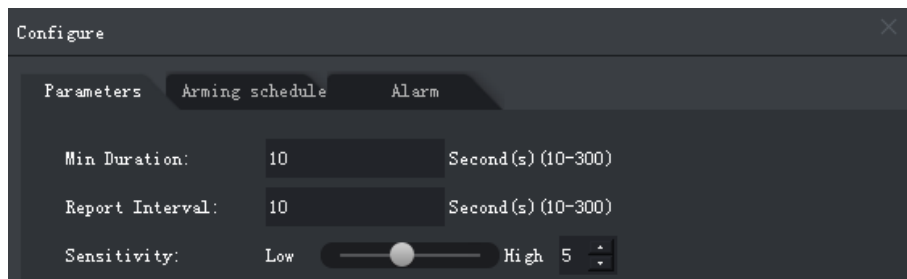 Configure
Parameters Arming schedule Alarm
Min Duration: 10 Second(s)(10-300)
Report Interval: 10 Second(s)(10-300)
Sensitivity: Low High 5